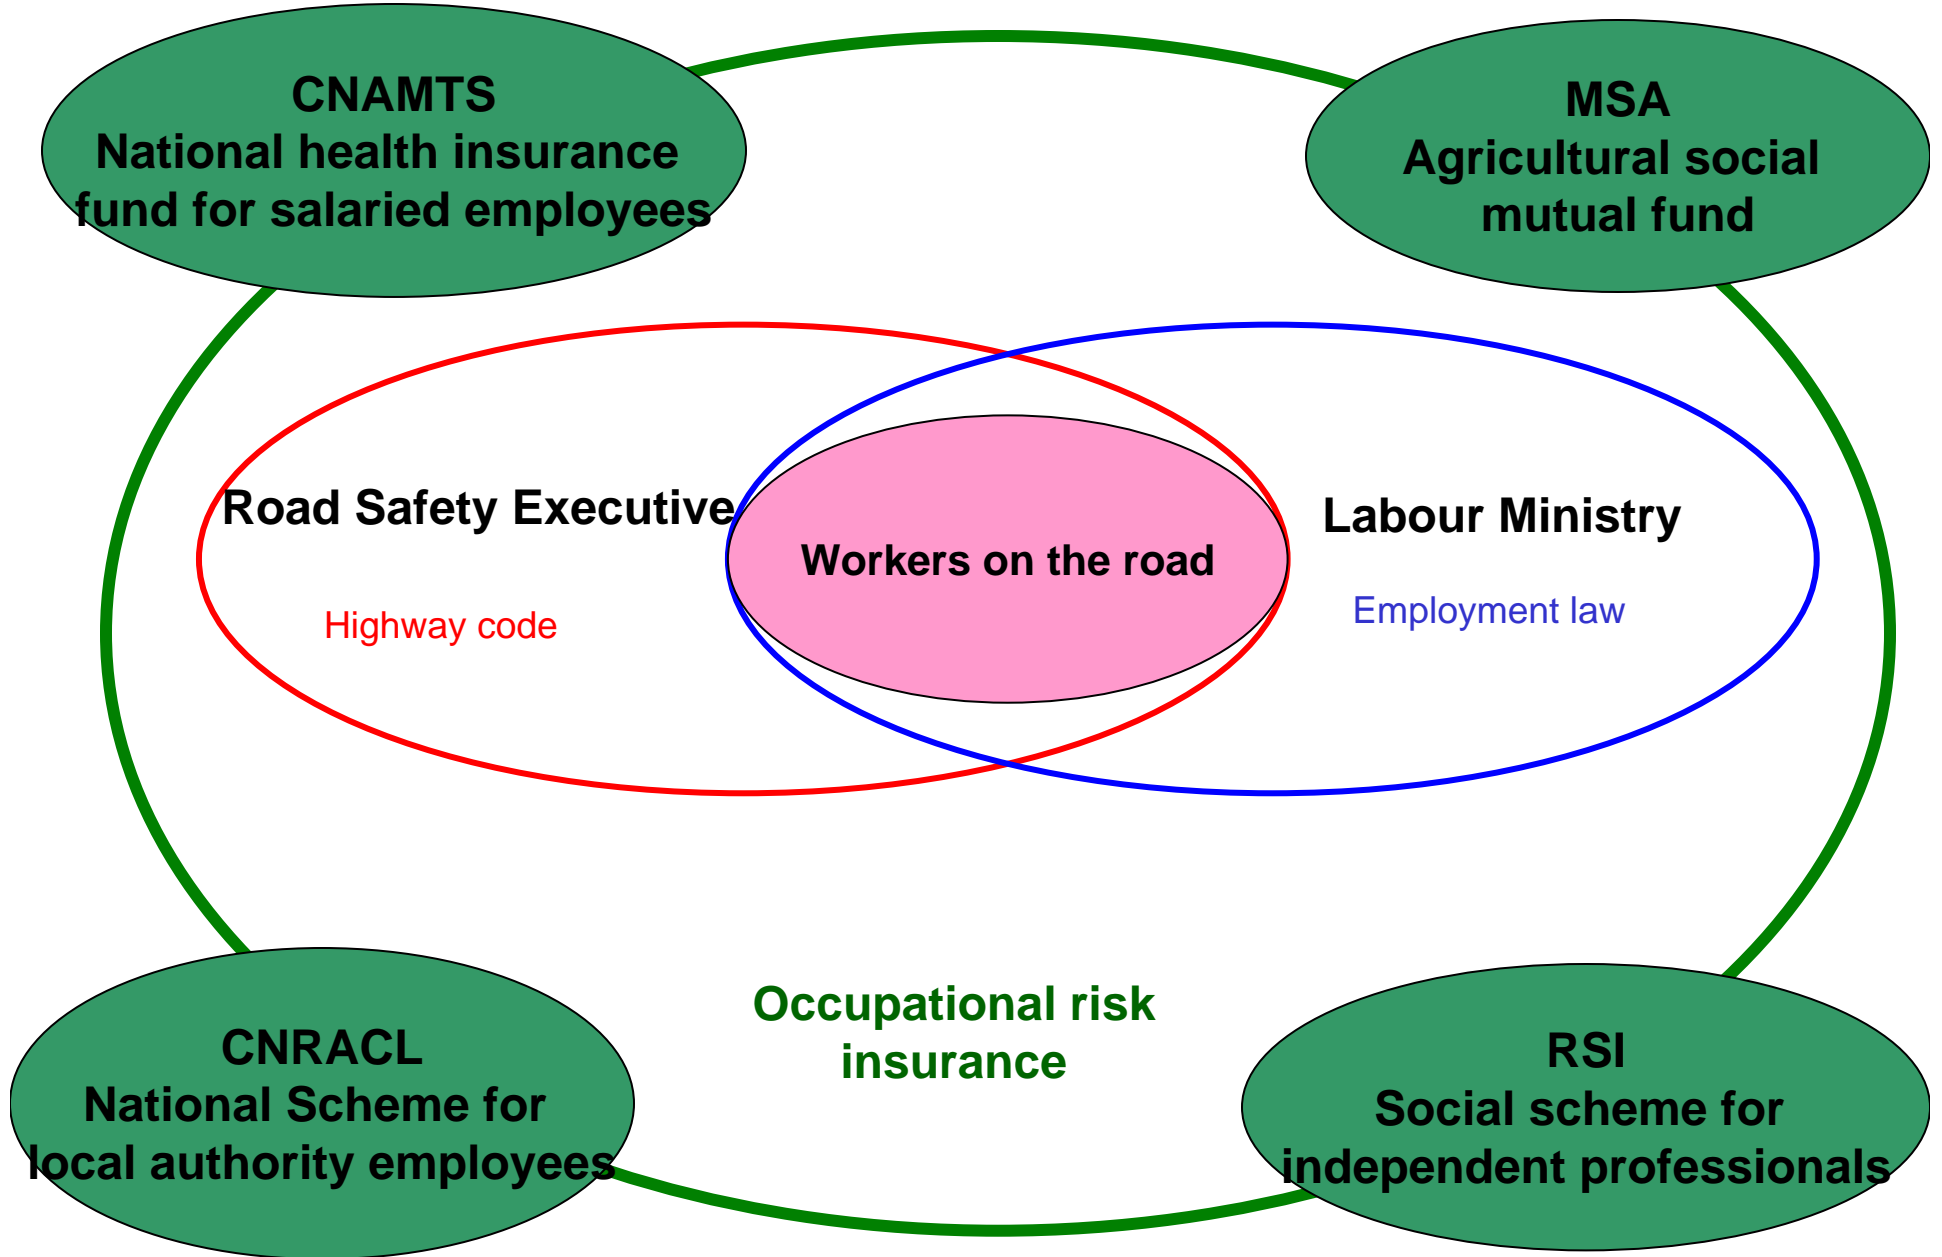 CNAMTS
National health insurance
fund for salaried employees
MSA
Agricultural social
mutual fund
Road Safety Executive
Highway code
Workers on the road
Labour Ministry
Employment law
CNRACL
National Scheme for
local authority employees
Occupational risk
insurance
RSI
Social scheme for
independent professionals